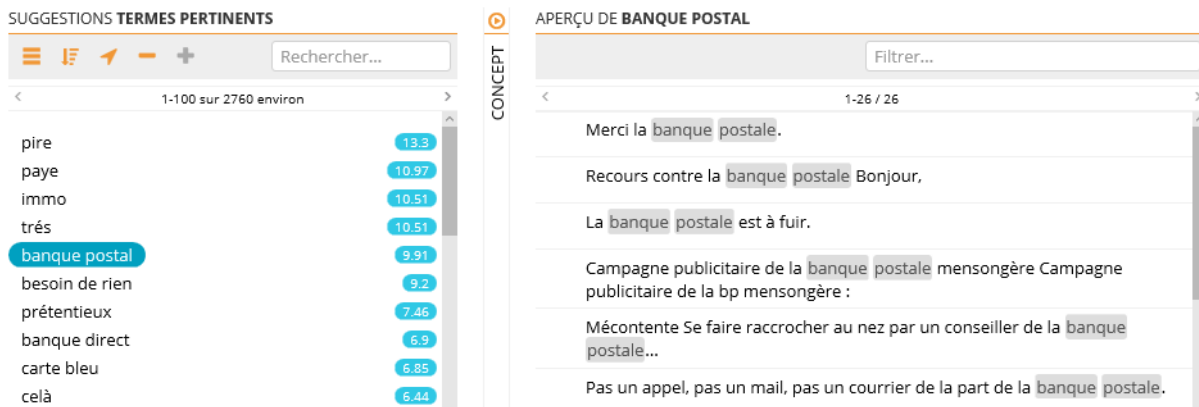 SUGGESTIONS TERMES PERTINENTS
Rechercher...
1-100 sur 2760 environ
pire 13.3
paye 10.97
immo 10.51
trés 10.51
banque postal 9.91
besoin de rien 9.2
prétentieux 7.46
banque direct 6.9
carte bleu 6.85
celà 6.44
CONCEPT
APERÇU DE BANQUE POSTAL
Filtrer...
1-26 / 26
Merci la banque postale.
Recours contre la banque postale Bonjour,
La banque postale est à fuir.
Campagne publicitaire de la banque postale mensongère Campagne
publicitaire de la bp mensongère :
Mécontente Se faire raccrocher au nez par un conseiller de la banque
postale...
Pas un appel, pas un mail, pas un courrier de la part de la banque postale.